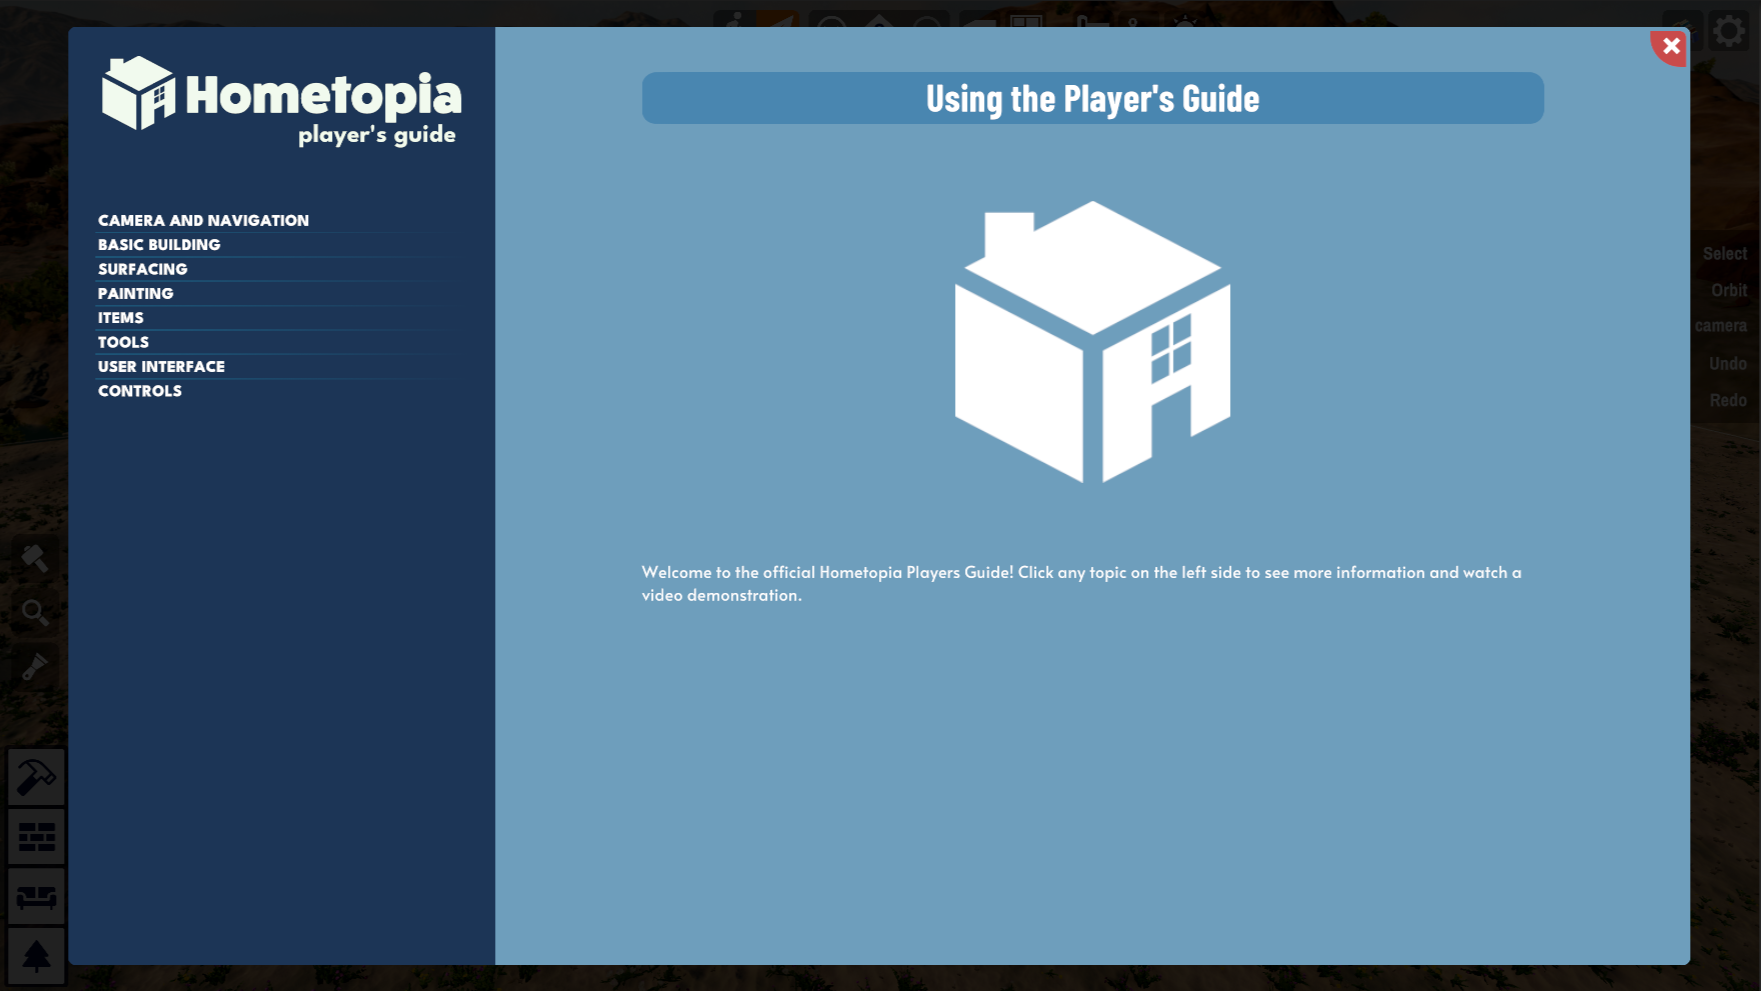 Hometopia
player's guide
CAMERA AND NAVIGATION
BASIC BUILDING
SURFACING
PAINTING
ITEMS
TOOLS
USER INTERFACE
CONTROLS
Using the Player's Guide
Welcome to the official Hometopia Players Guide! Click any topic on the left side to see more information and watch a
video demonstration.
Select
Orbit
camera
Undo
Redo